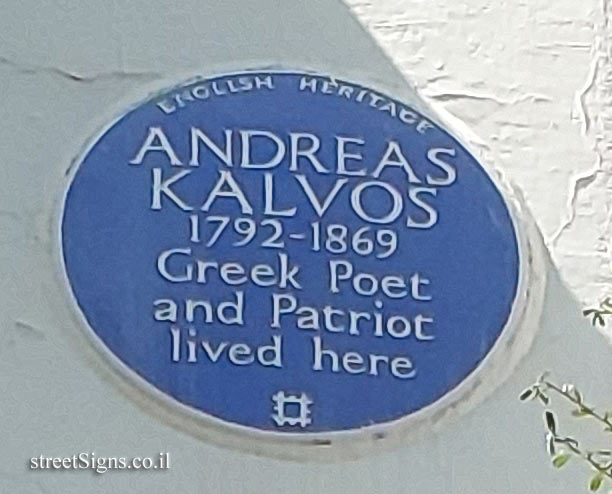 ENGLISH HERITAGE
ANDREAS
KALVOS
1792-1869
Greek Poet
and Patriot
lived here
streetSigns.co.il